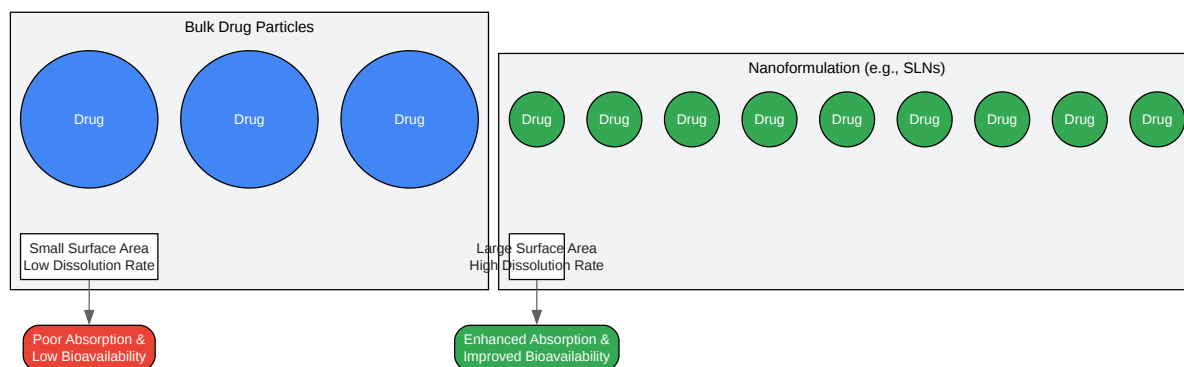 Bulk Drug Particles
Drug
Drug
Drug
Small Surface Area
Low Dissolution Rate
Poor Absorption &
Low Bioavailability
Nanoformulation (e.g., SLNs)
Drug
Drug
Drug
Drug
Drug
Drug
Drug
Drug
Drug
Large Surface Area
High Dissolution Rate
Enhanced Absorption &
Improved Bioavailability